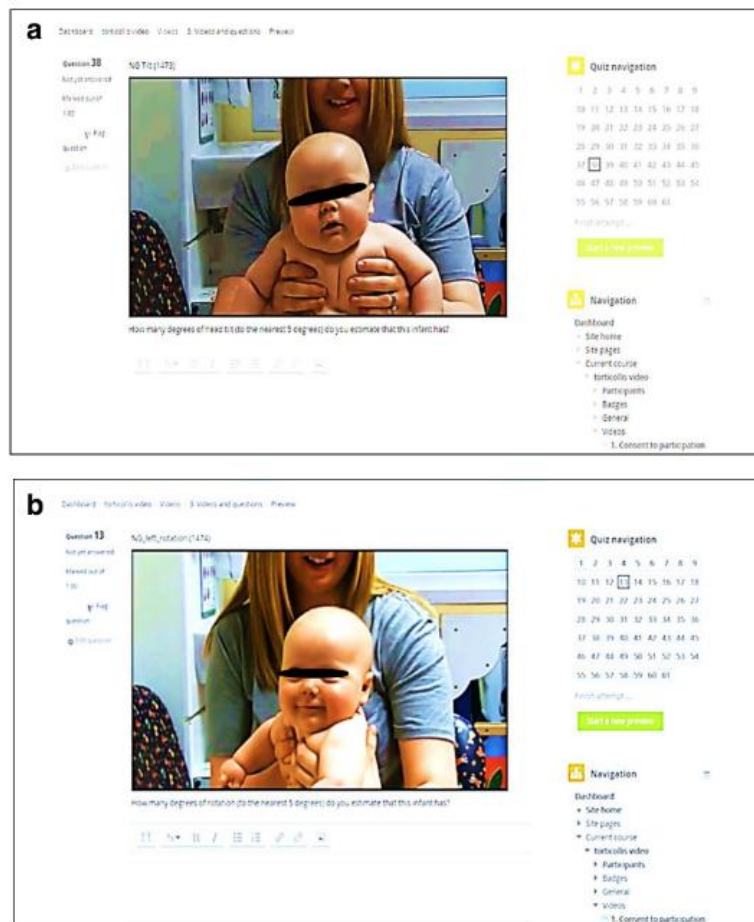 a
Dashboard torticollis video Videos 3. Videos and questions Preview
Question 38
Not yet answered
Marked out of
1.00
Flag
question
Edit question
NB Tilt (1473)
How many degrees of head tilt (to the nearest 5 degrees) do you estimate that this infant has?
Quiz navigation
1 2 3 4 5 6 7 8 9
10 11 12 13 14 15 16 17 18
19 20 21 22 23 24 25 26 27
28 29 30 31 32 33 34 35 36
37 38 39 40 41 42 43 44 45
46 47 48 49 50 51 52 53 54
55 56 57 58 59 60 61
Finish attempt ...
Start a new preview
Navigation
Dashboard
Site home
Site pages
Current course
torticollis video
Participants
Badges
General
Videos
1. Consent to participation
b
Dashboard torticollis video Videos 3. Videos and questions Preview
Question 13
Not yet answered
Marked out of
1.00
Flag
question
Edit question
NG_left_rotation (1474)
How many degrees of rotation (to the nearest 5 degrees) do you estimate that this infant has?
Quiz navigation
1 2 3 4 5 6 7 8 9
10 11 12 13 14 15 16 17 18
19 20 21 22 23 24 25 26 27
28 29 30 31 32 33 34 35 36
37 38 39 40 41 42 43 44 45
46 47 48 49 50 51 52 53 54
55 56 57 58 59 60 61
Finish attempt ...
Start a new preview
Navigation
Dashboard
Site home
Site pages
Current course
torticollis video
Participants
Badges
General
Videos
1. Consent to participation